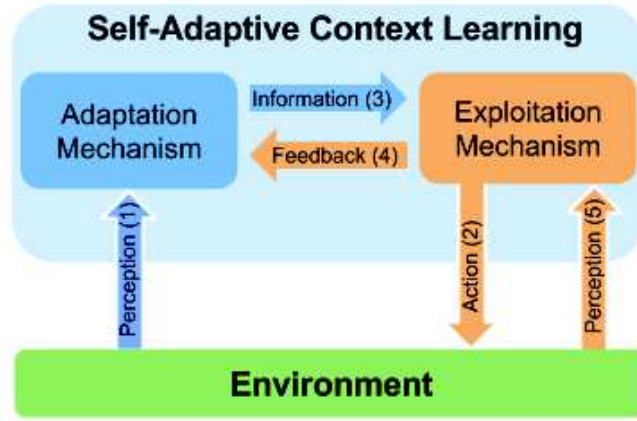 Self-Adaptive Context Learning
Adaptation
Mechanism
Information (3)
Feedback (4)
Exploitation
Mechanism
Perception (1)
Action (2)
Perception (5)
Environment